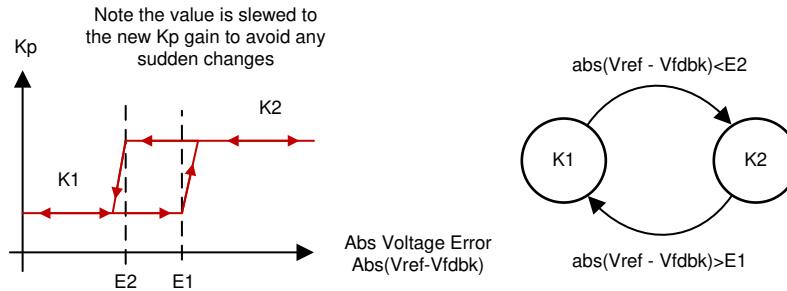 Note the value is slewed to
the new Kp gain to avoid any
sudden changes
Kp
K2
K1
E2
E1
Abs Voltage Error
Abs(Vref-Vfdbk)
abs(Vref - Vfdbk)<E2
K1
K2
abs(Vref - Vfdbk)>E1